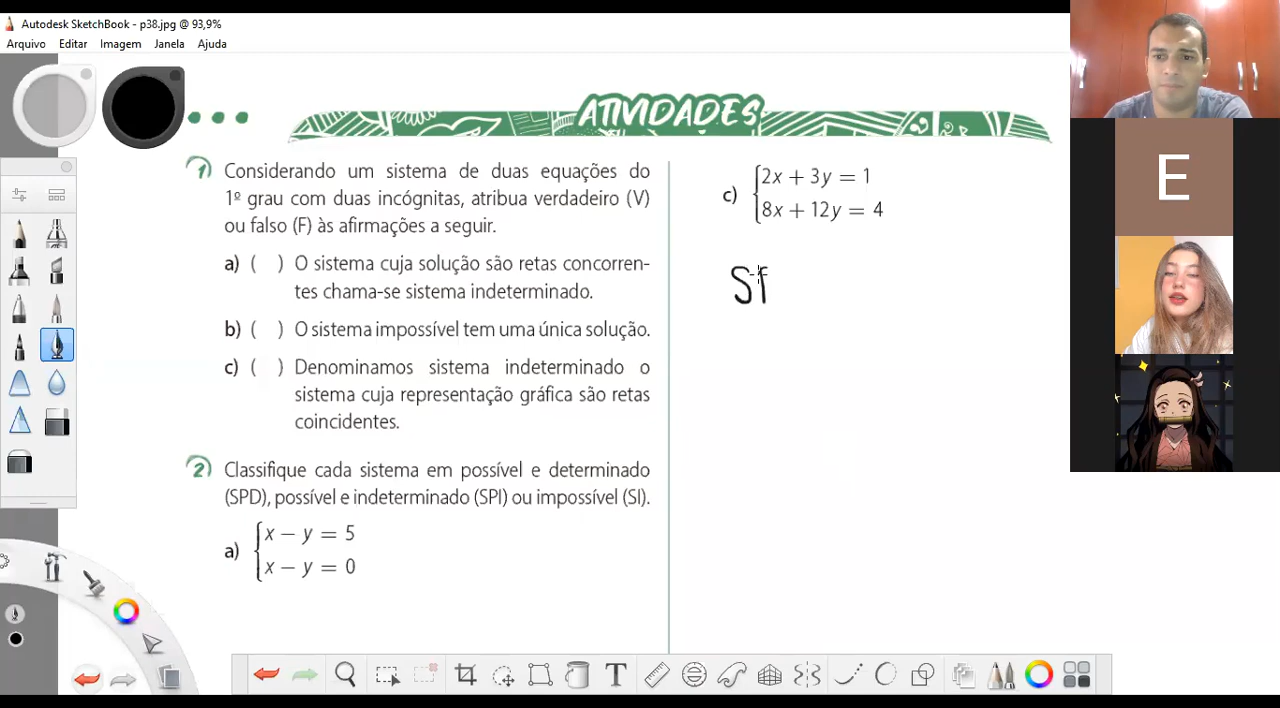 Autodesk SketchBook - p38.jpg @ 93,9%
Arquivo Editar Imagem Janela Ajuda
ATIVIDADES
1 Considerando um sistema de duas equações do
1º grau com duas incógnitas, atribua verdadeiro (V)
ou falso (F) às afirmações a seguir.
a) ( ) O sistema cuja solução são retas concorren-
tes chama-se sistema indeterminado.
b) ( ) O sistema impossível tem uma única solução.
c) ( ) Denominamos sistema indeterminado o
sistema cuja representação gráfica são retas
coincidentes.
2 Classifique cada sistema em possível e determinado
(SPD), possível e indeterminado (SPI) ou impossível (SI).
a) x − y = 5
x − y = 0
c) 2x + 3y = 1
8x + 12y = 4
E
T